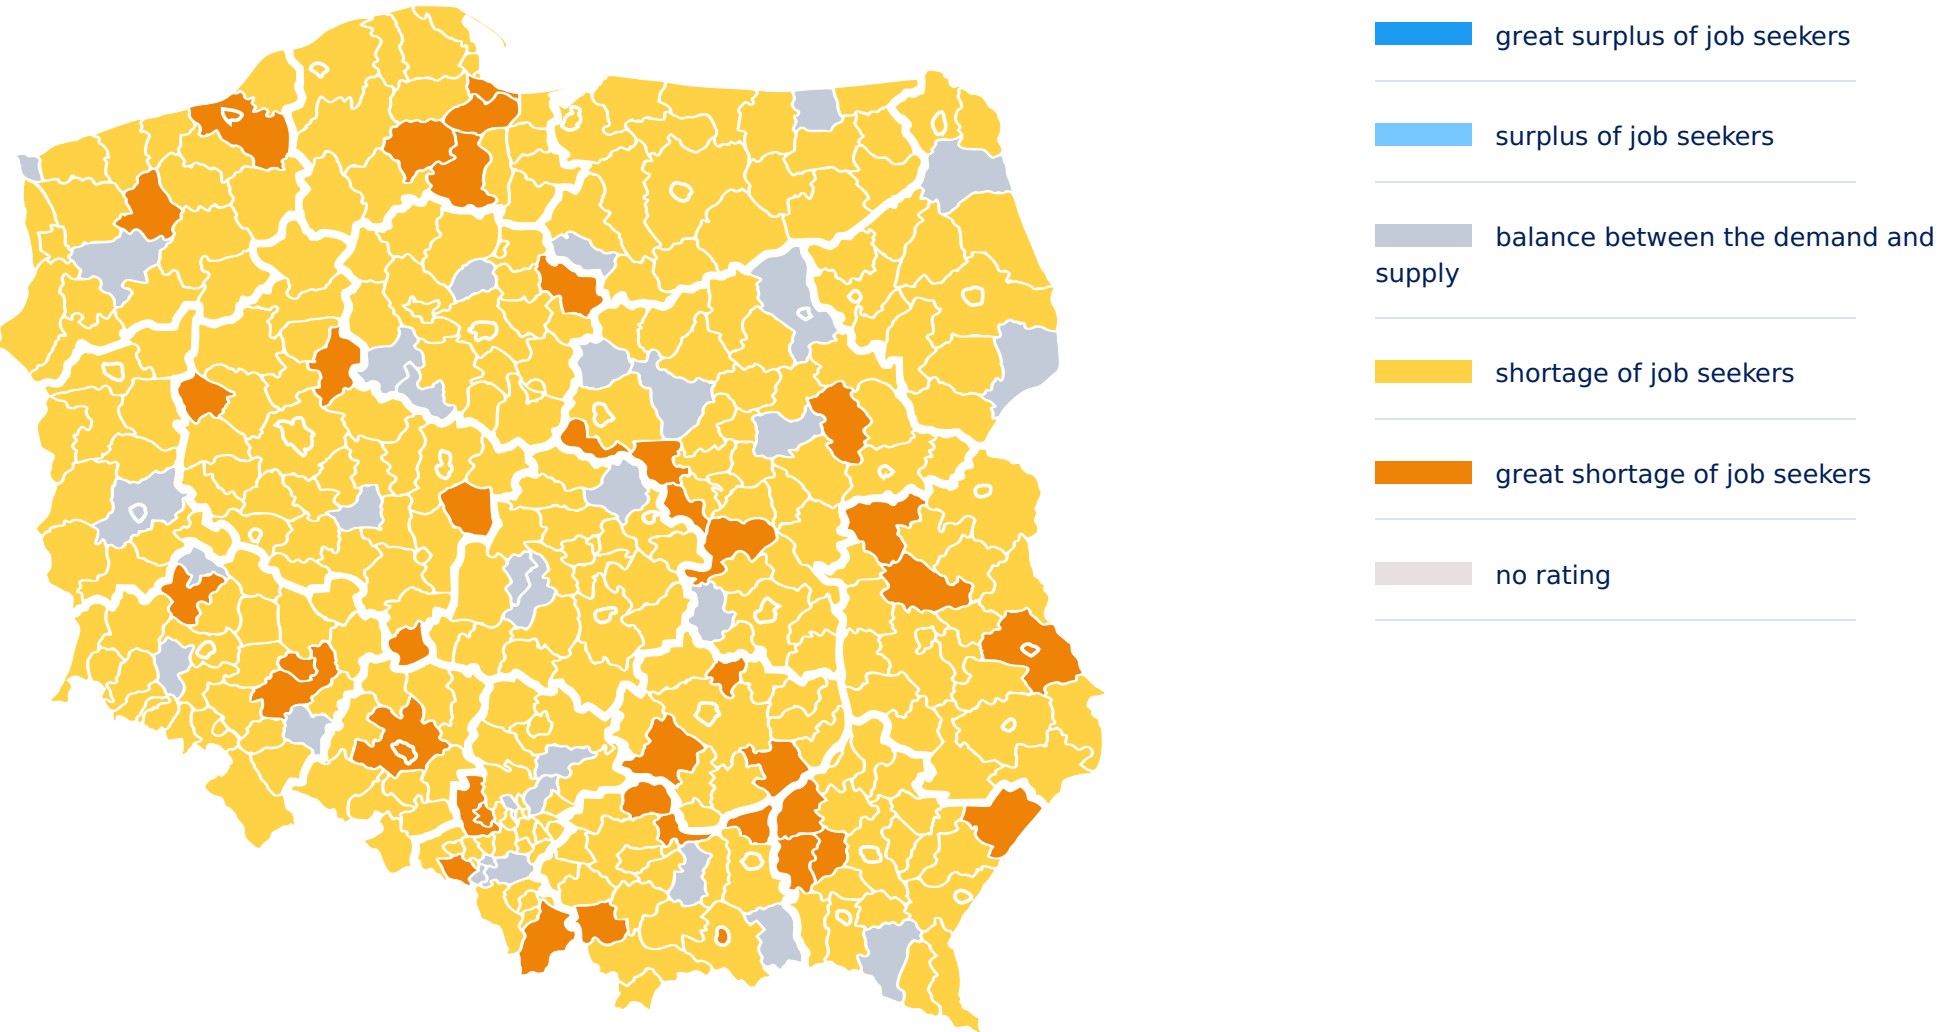 great surplus of job seekers
surplus of job seekers
balance between the demand and
supply
shortage of job seekers
great shortage of job seekers
no rating